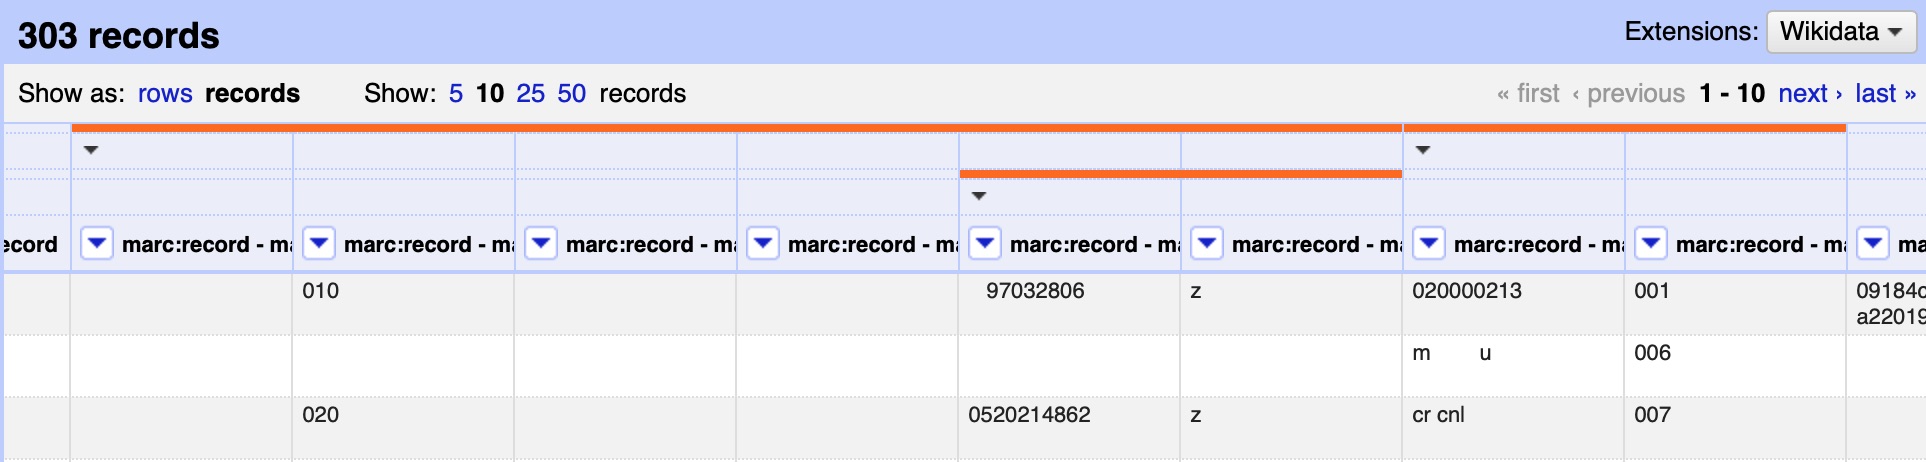 303 records
Extensions: Wikidata
Show as: rows records Show: 5 10 25 50 records « first ‹ previous 1 - 10 next › last »
ecord marc:record - ma marc:record - ma marc:record - ma marc:record - ma marc:record - ma marc:record - ma marc:record - ma marc:record - ma ma
010 97032806 z 020000213 001 09184c
a22019
m u 006
020 0520214862 z cr cnl 007